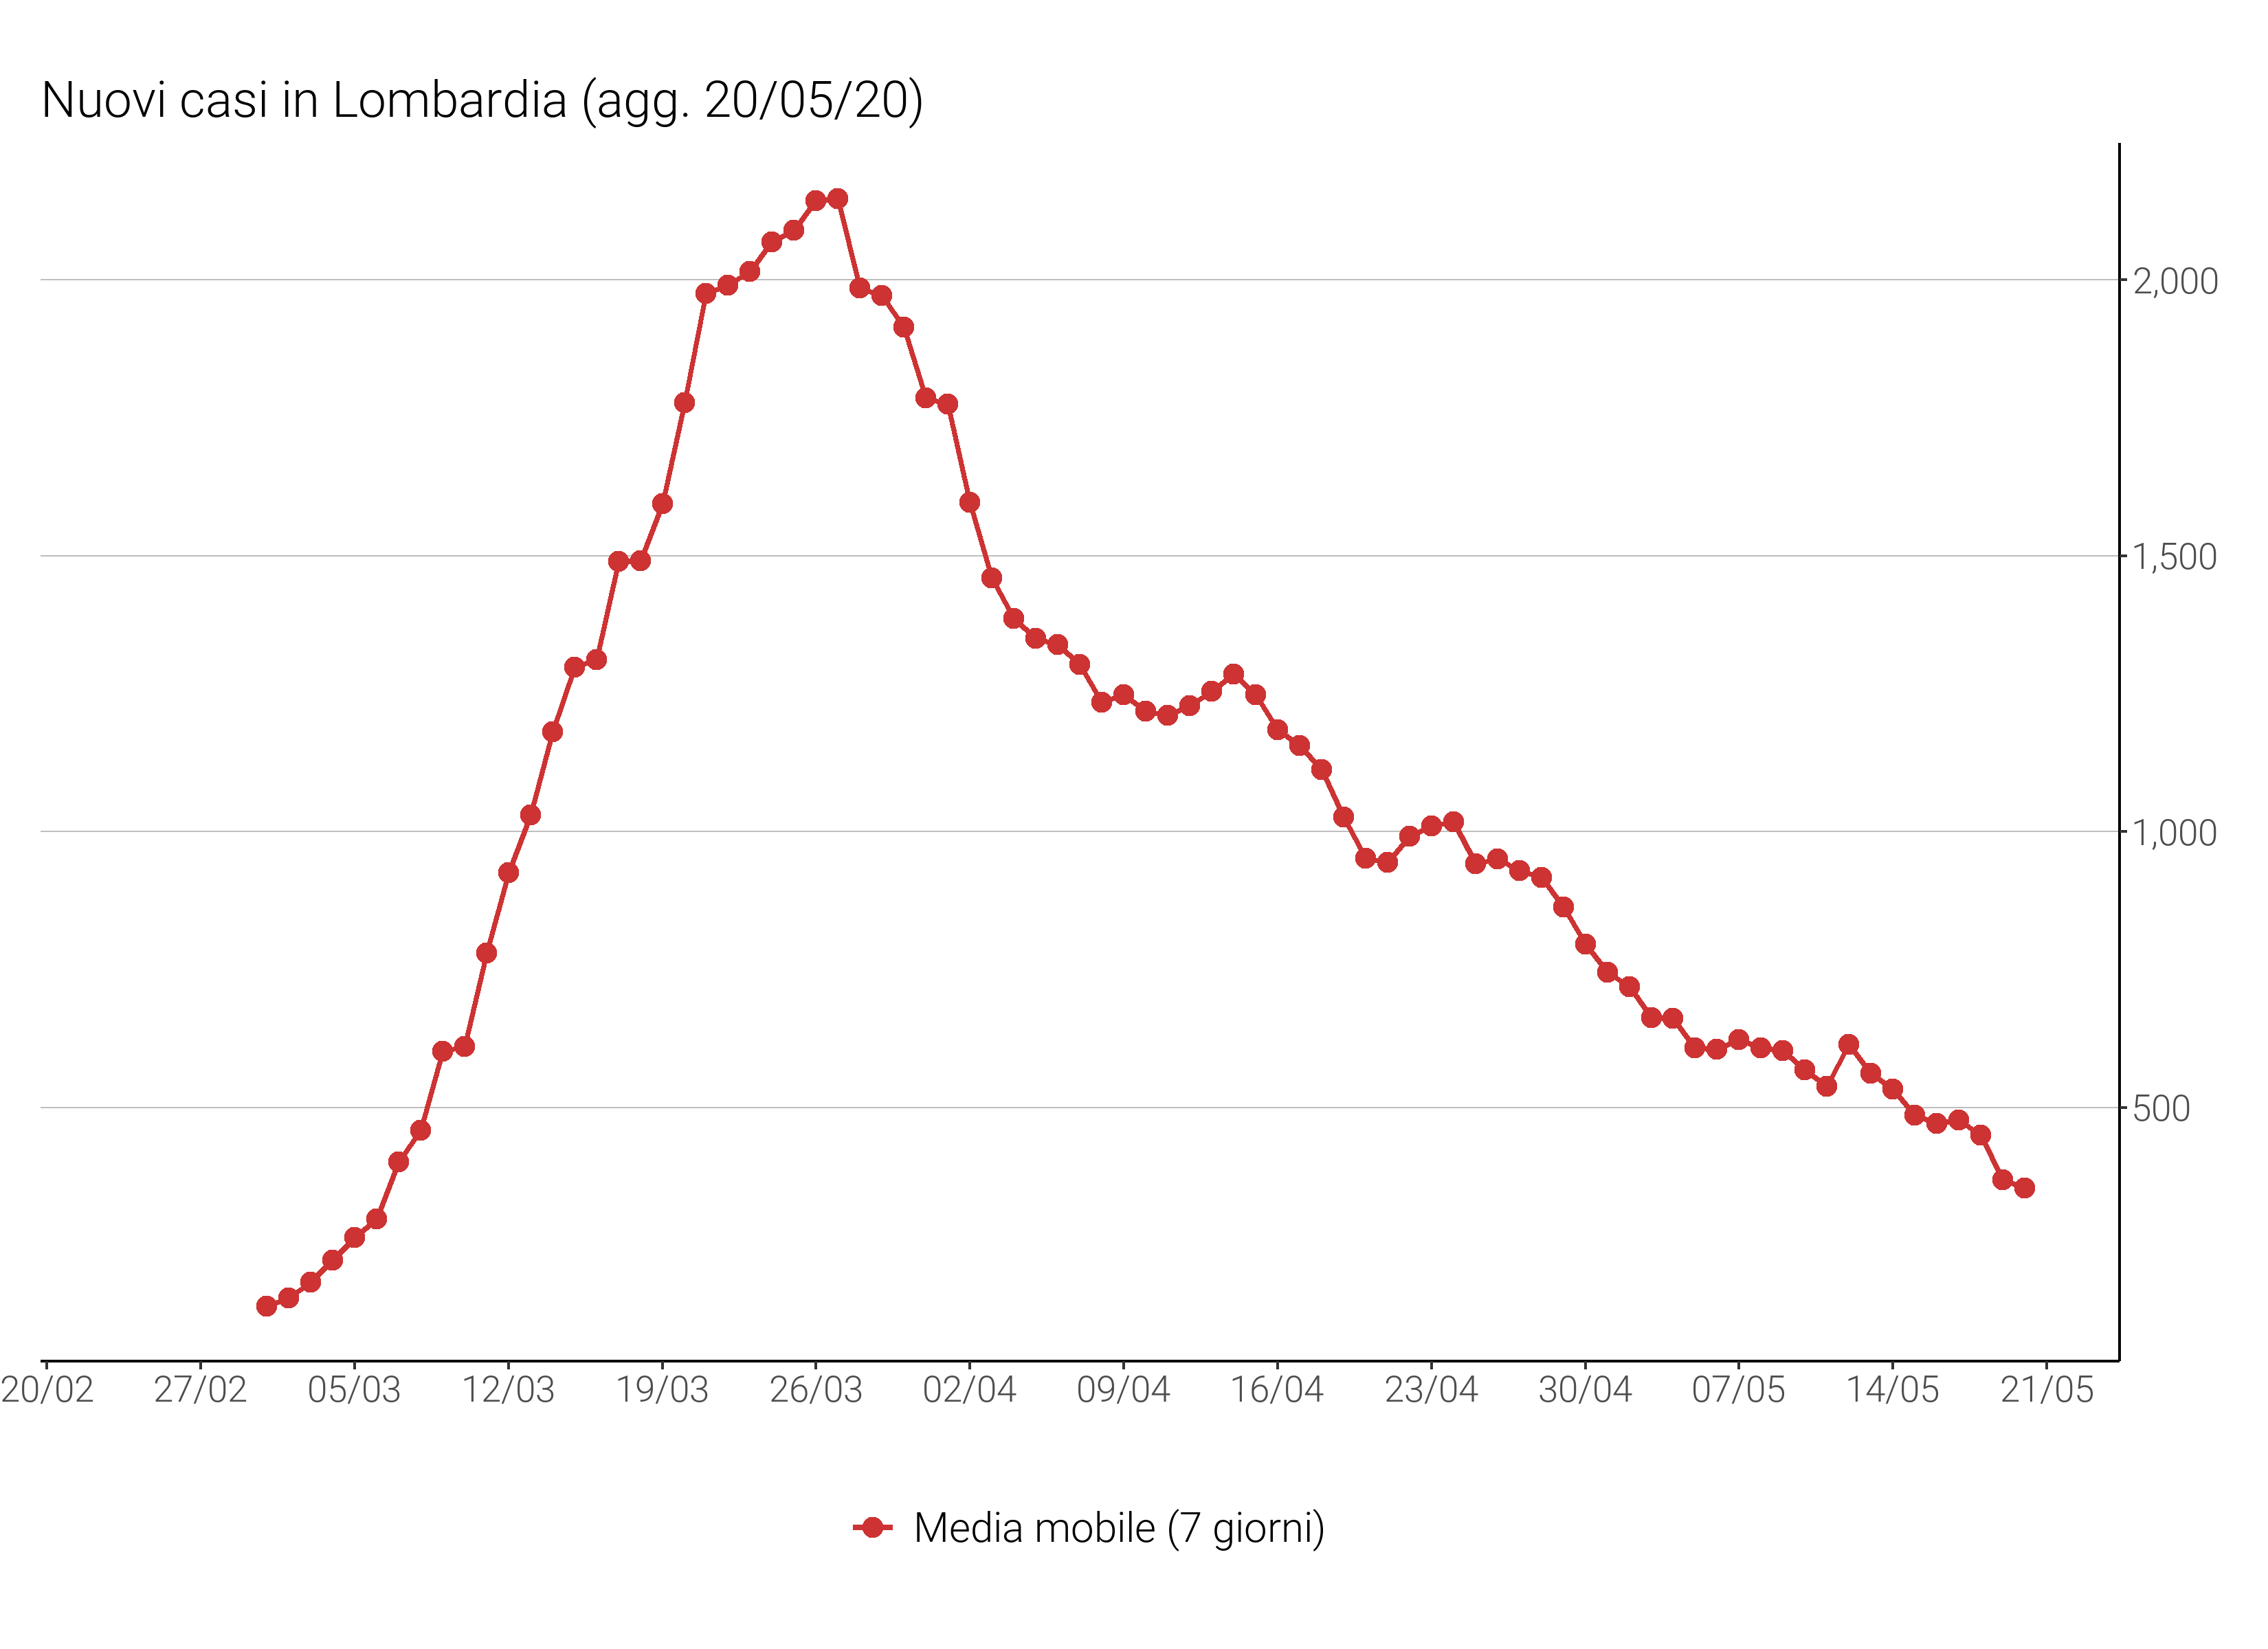 Nuovi casi in Lombardia (agg. 20/05/20)
2,000
1,500
1,000
500
20/02 27/02 05/03 12/03 19/03 26/03 02/04 09/04 16/04 23/04 30/04 07/05 14/05 21/05
Media mobile (7 giorni)